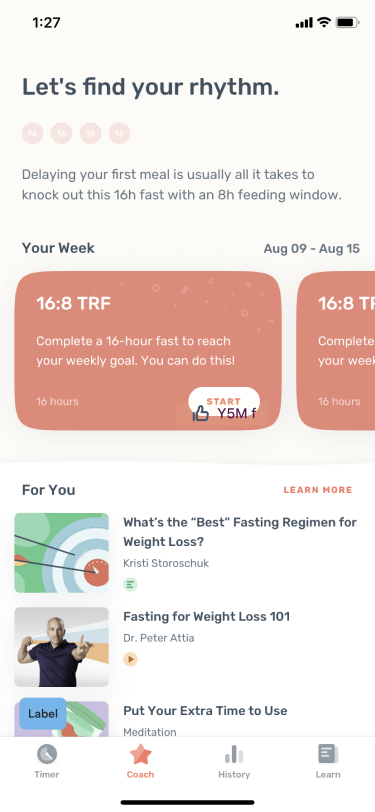 1:27
Let's find your rhythm.
16 16 16 16
Delaying your first meal is usually all it takes to
knock out this 16h fast with an 8h feeding window.
Your Week Aug 09 - Aug 15
16:8 TRF
Complete a 16-hour fast to reach
your weekly goal. You can do this!
16 hours START
Y5M f
16:8 TF
Complete
your week
16 hours
For You LEARN MORE
What's the “Best” Fasting Regimen for
Weight Loss?
Kristi Storoschuk
Fasting for Weight Loss 101
Dr. Peter Attia
Label
Put Your Extra Time to Use
Meditation
Timer Coach History Learn